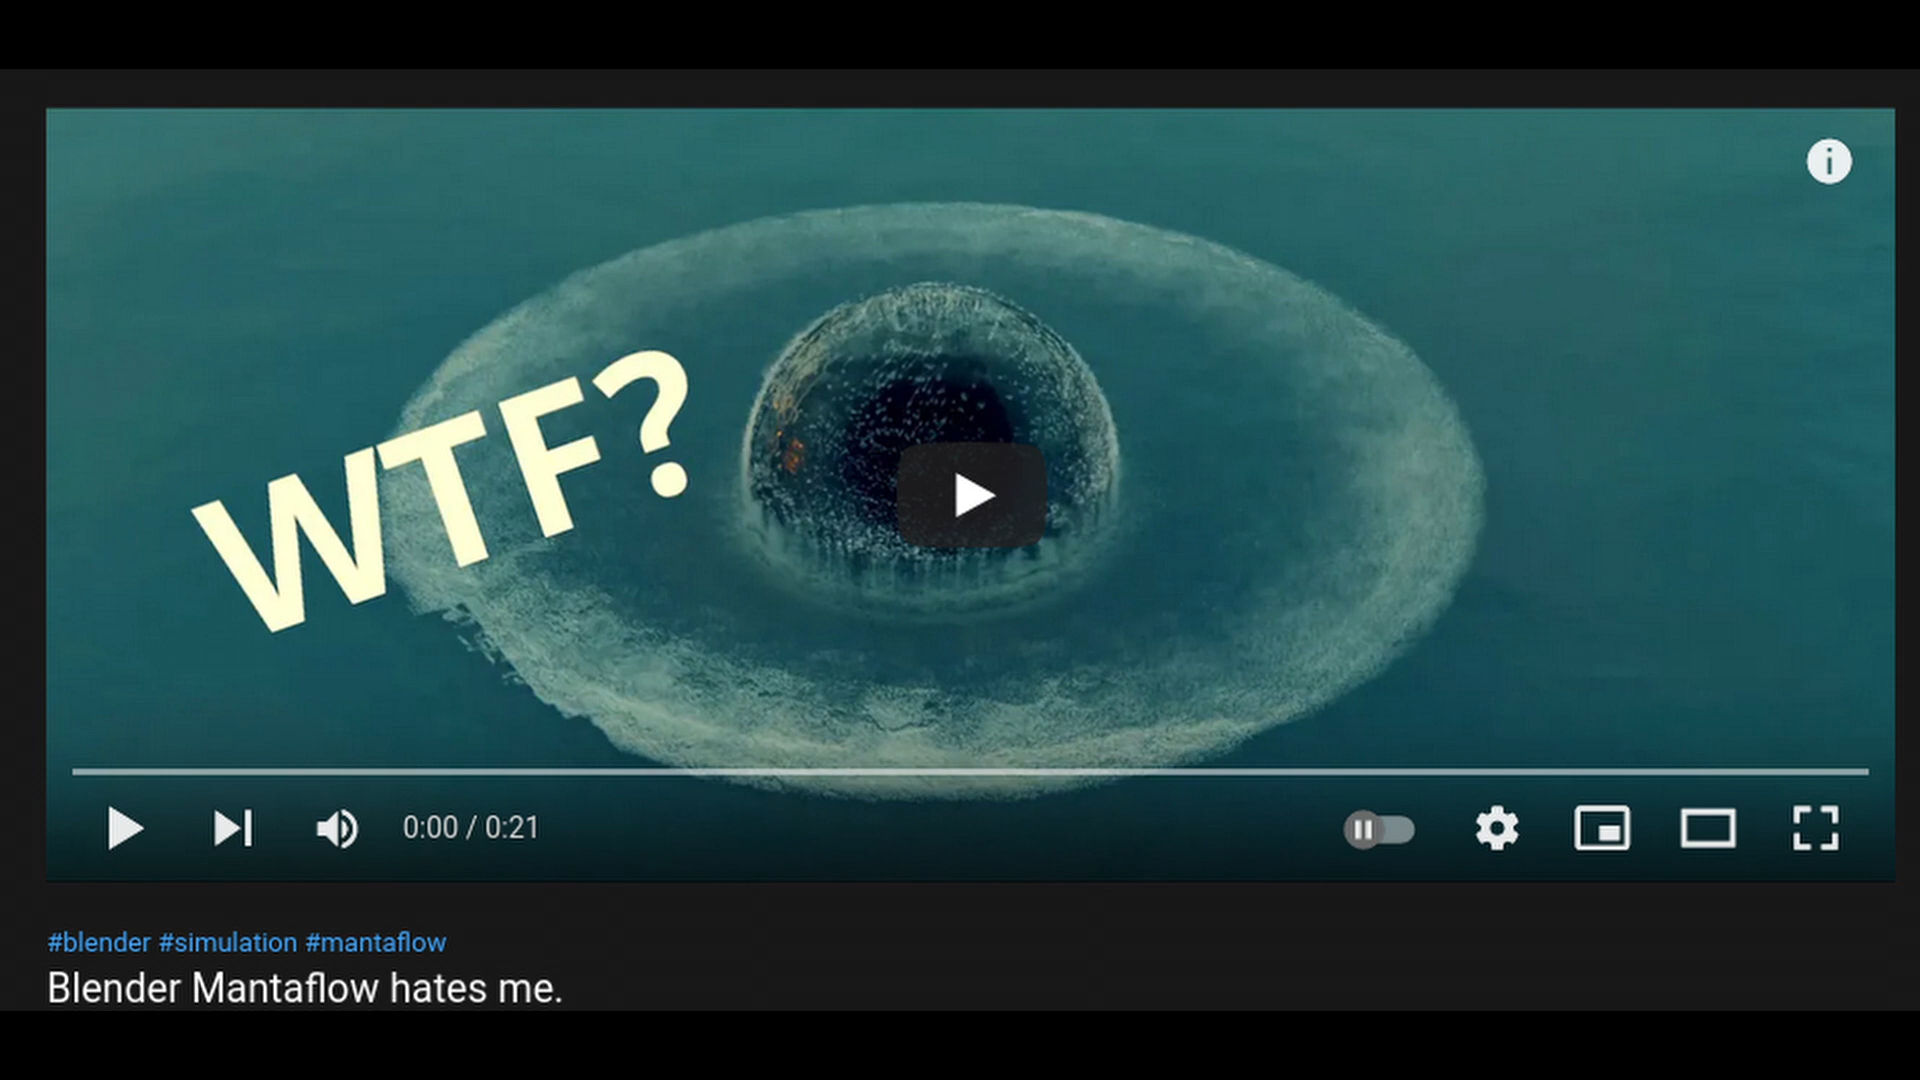 WTF?
0:00 / 0:21
#blender #simulation #mantaflow
Blender Mantaflow hates me.